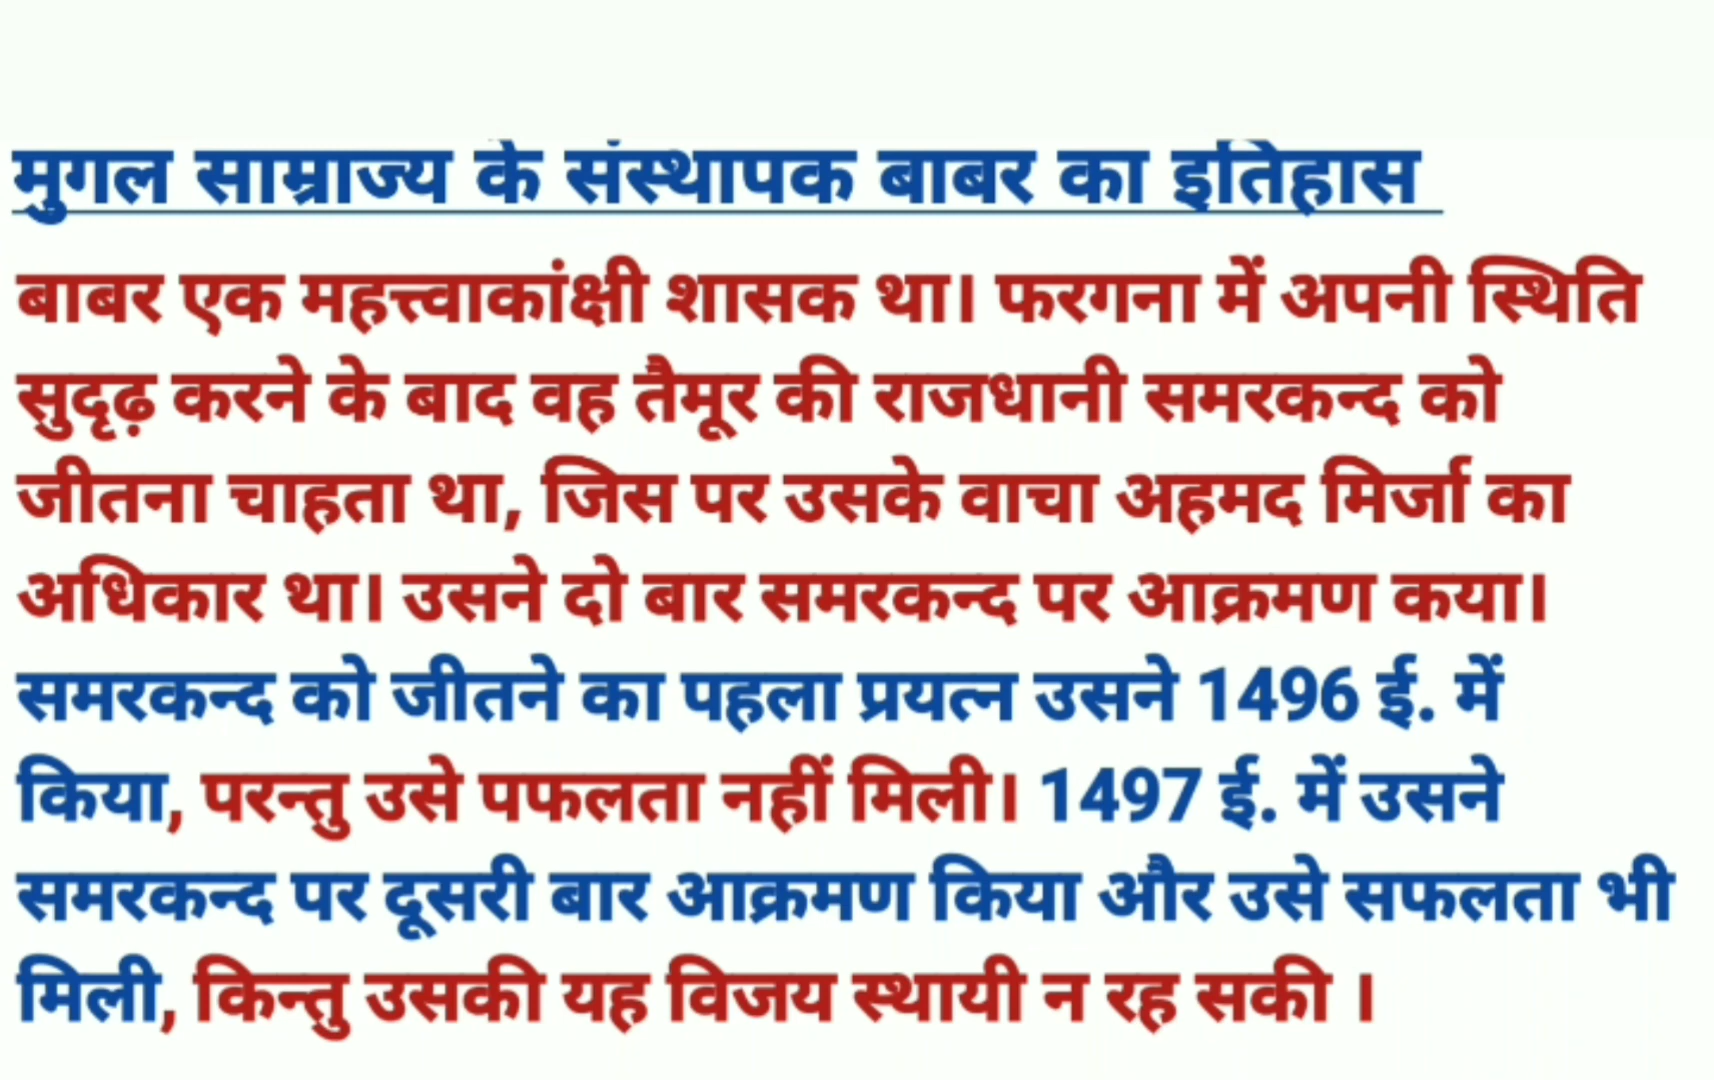 मुगल साम्राज्य के संस्थापक बाबर का इतिहास
बाबर एक महत्त्वाकांक्षी शासक था। फरगना में अपनी स्थिति
सुदृढ़ करने के बाद वह तैमूर की राजधानी समरकन्द को
जीतना चाहता था, जिस पर उसके वाचा अहमद मिर्जा का
अधिकार था। उसने दो बार समरकन्द पर आक्रमण कया।
समरकन्द को जीतने का पहला प्रयत्न उसने 1496 ई. में
किया, परन्तु उसे पफलता नहीं मिली। 1497 ई. में उसने
समरकन्द पर दूसरी बार आक्रमण किया और उसे सफलता भी
मिली, किन्तु उसकी यह विजय स्थायी न रह सकी ।